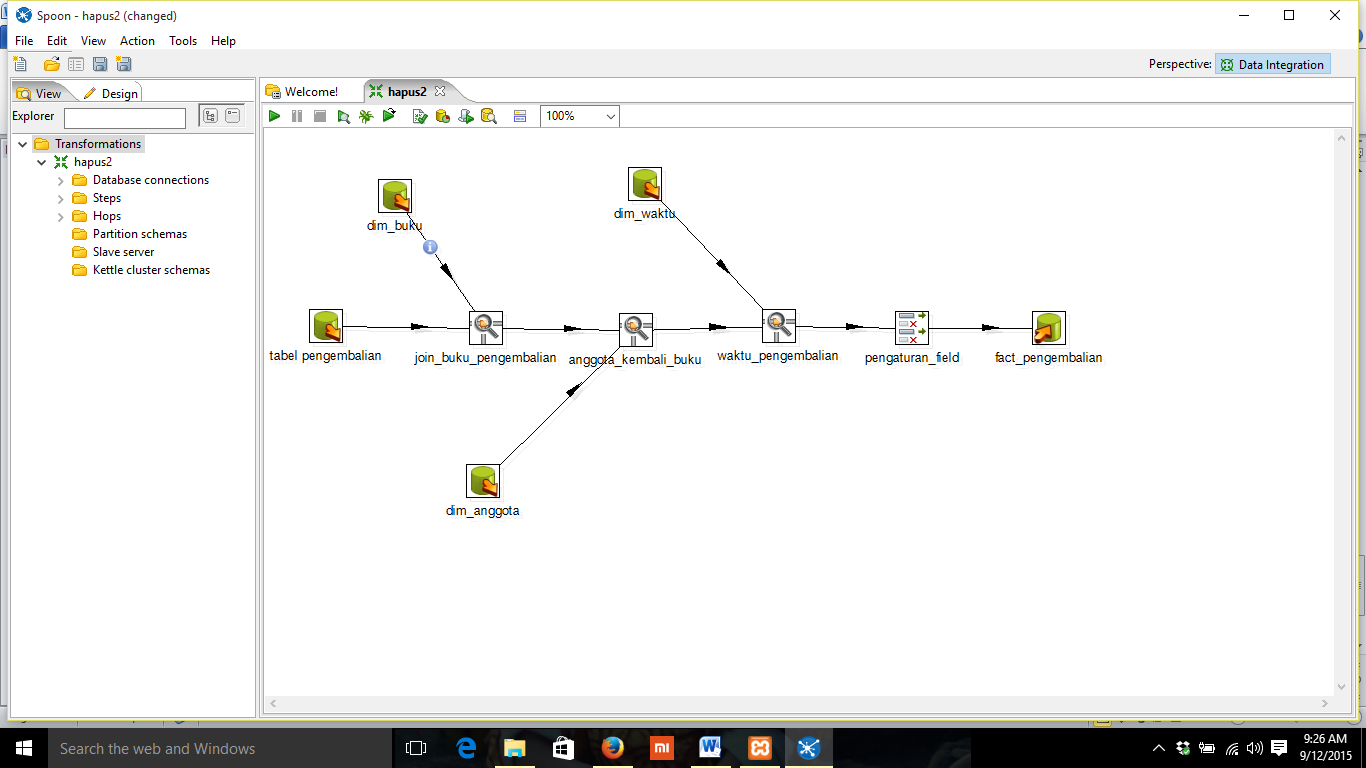 Spoon - hapus2 (changed)
File Edit View Action Tools Help
Perspective: Data Integration
View Design
Welcome! hapus2
Explorer
100%
Transformations
hapus2
Database connections
Steps
Hops
Partition schemas
Slave server
Kettle cluster schemas
dim_buku
dim_waktu
tabel pengembalian
join_buku_pengembalian
anggota_kembali_buku
waktu_pengembalian
pengaturan_field
fact_pengembalian
dim_anggota
Search the web and Windows
9:26 AM
9/12/2015